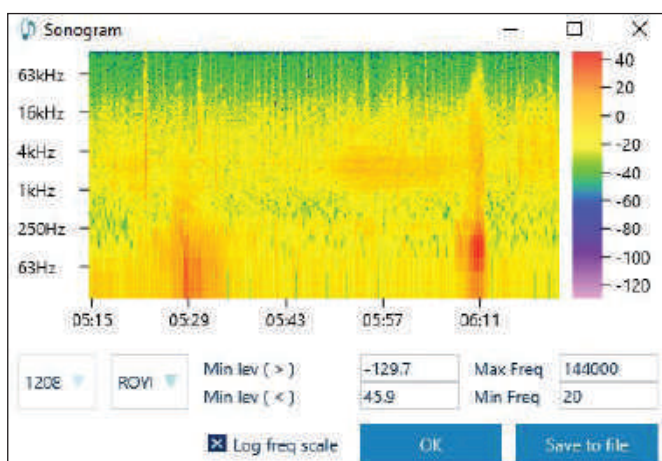 Sonogram
63kHz
16kHz
4kHz
1kHz
250Hz
63Hz
40
20
0
-20
-40
-60
-80
-100
-120
05:15 05:29 05:43 05:57 06:11
1208 ROVI Min lev ( > ) -129.7 Max Freq 144000
Min lev ( < ) 45.9 Min Freq 20
Log freq scale OK Save to file